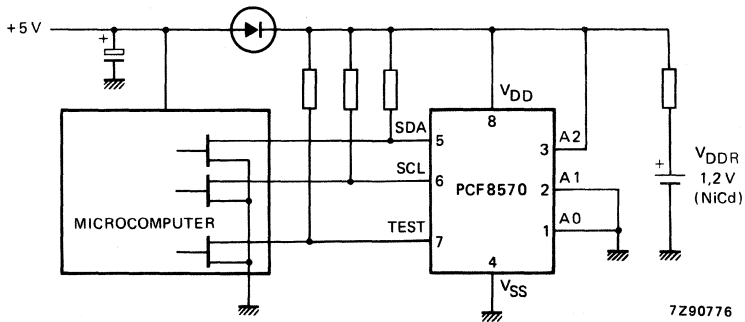 +5 V
+
VDD
8
SDA
5
A2
3
SCL
6
PCF8570
A1
2
+
VDDR
1,2 V
(NiCd)
MICROCOMPUTER
TEST
7
A0
1
4
VSS
7Z90776